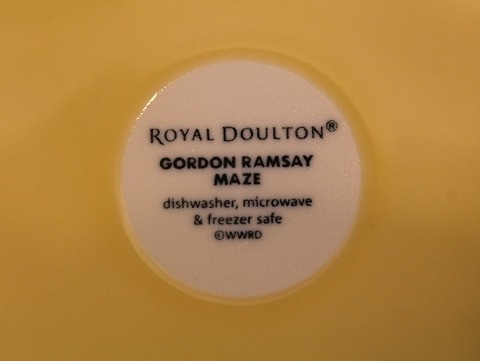 ROYAL DOULTON®
GORDON RAMSAY
MAZE
dishwasher, microwave
& freezer safe
©WWRD